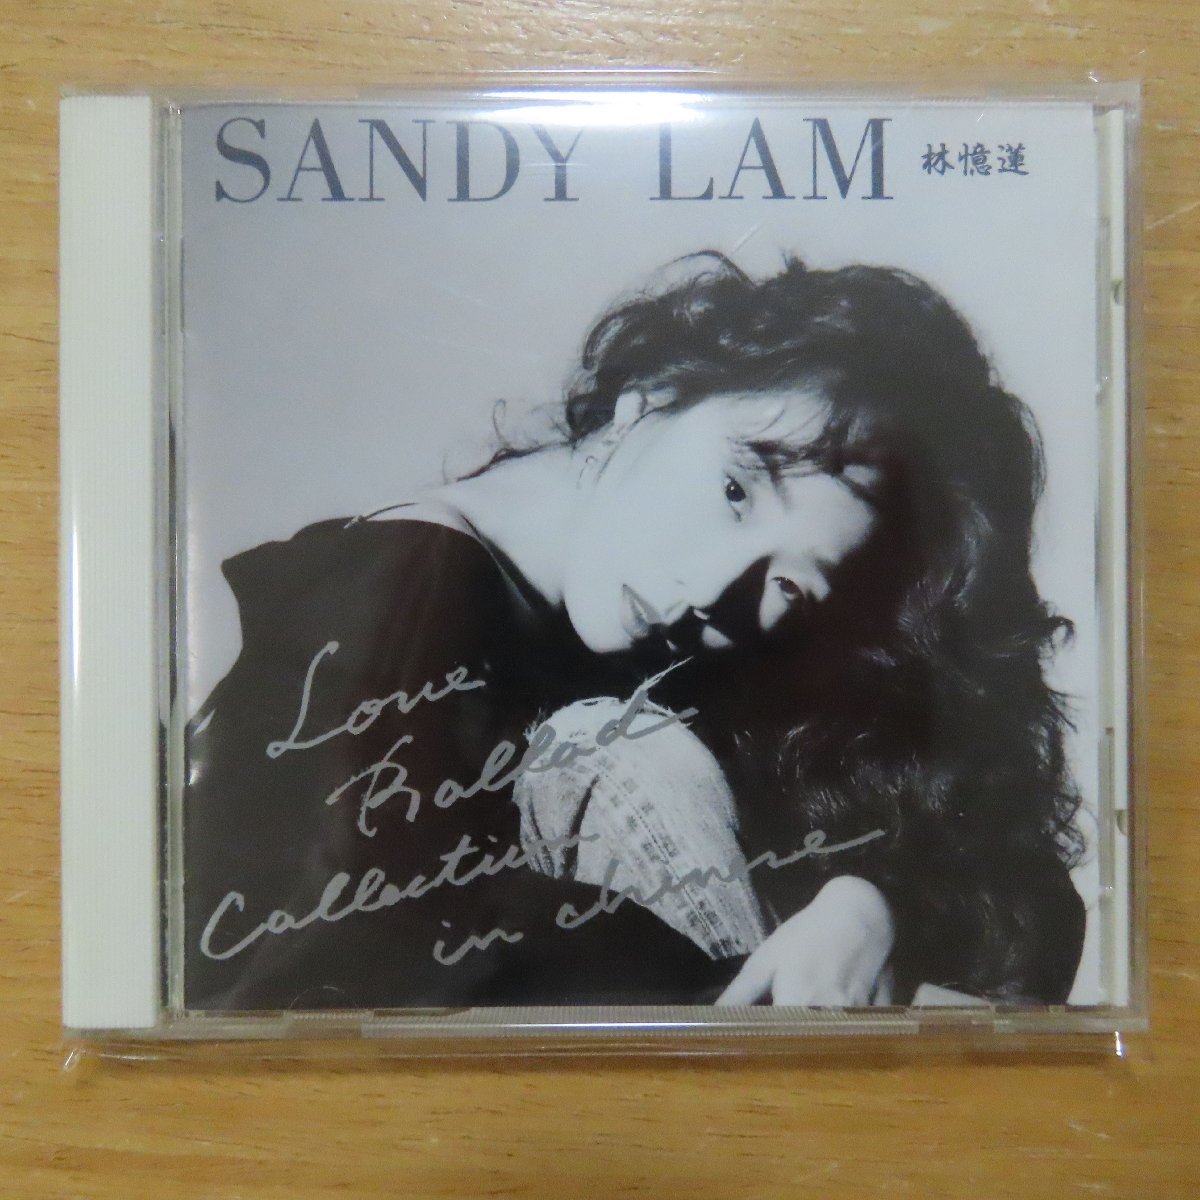 SANDY LAM 林憶蓮
Love
Ballad
Collection
in chinese